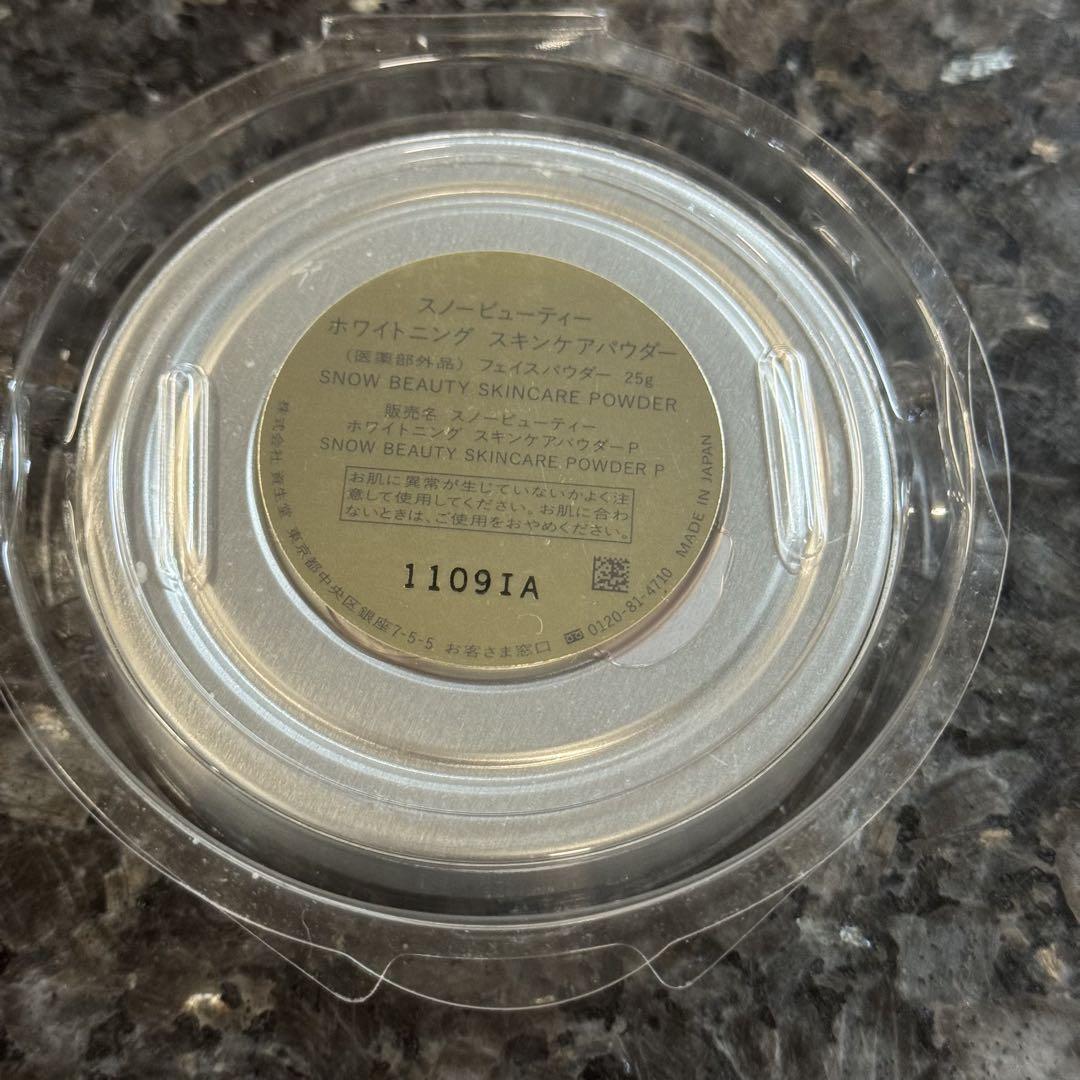 スノービューティー
ホワイトニング スキンケアパウダー
（医薬部外品） フェイスパウダー 25g
SNOW BEAUTY SKINCARE POWDER
販売名 スノービューティー
ホワイトニング スキンケアパウダーP
SNOW BEAUTY SKINCARE POWDER P
お肌に異常が生じていないかよく注
意して使用してください。お肌に合わ
ないときは、ご使用をおやめください。
1109IA
株式会社 資生堂 東京都中央区銀座7-5-5 お客さま窓口 0120-81-4710
MADE IN JAPAN